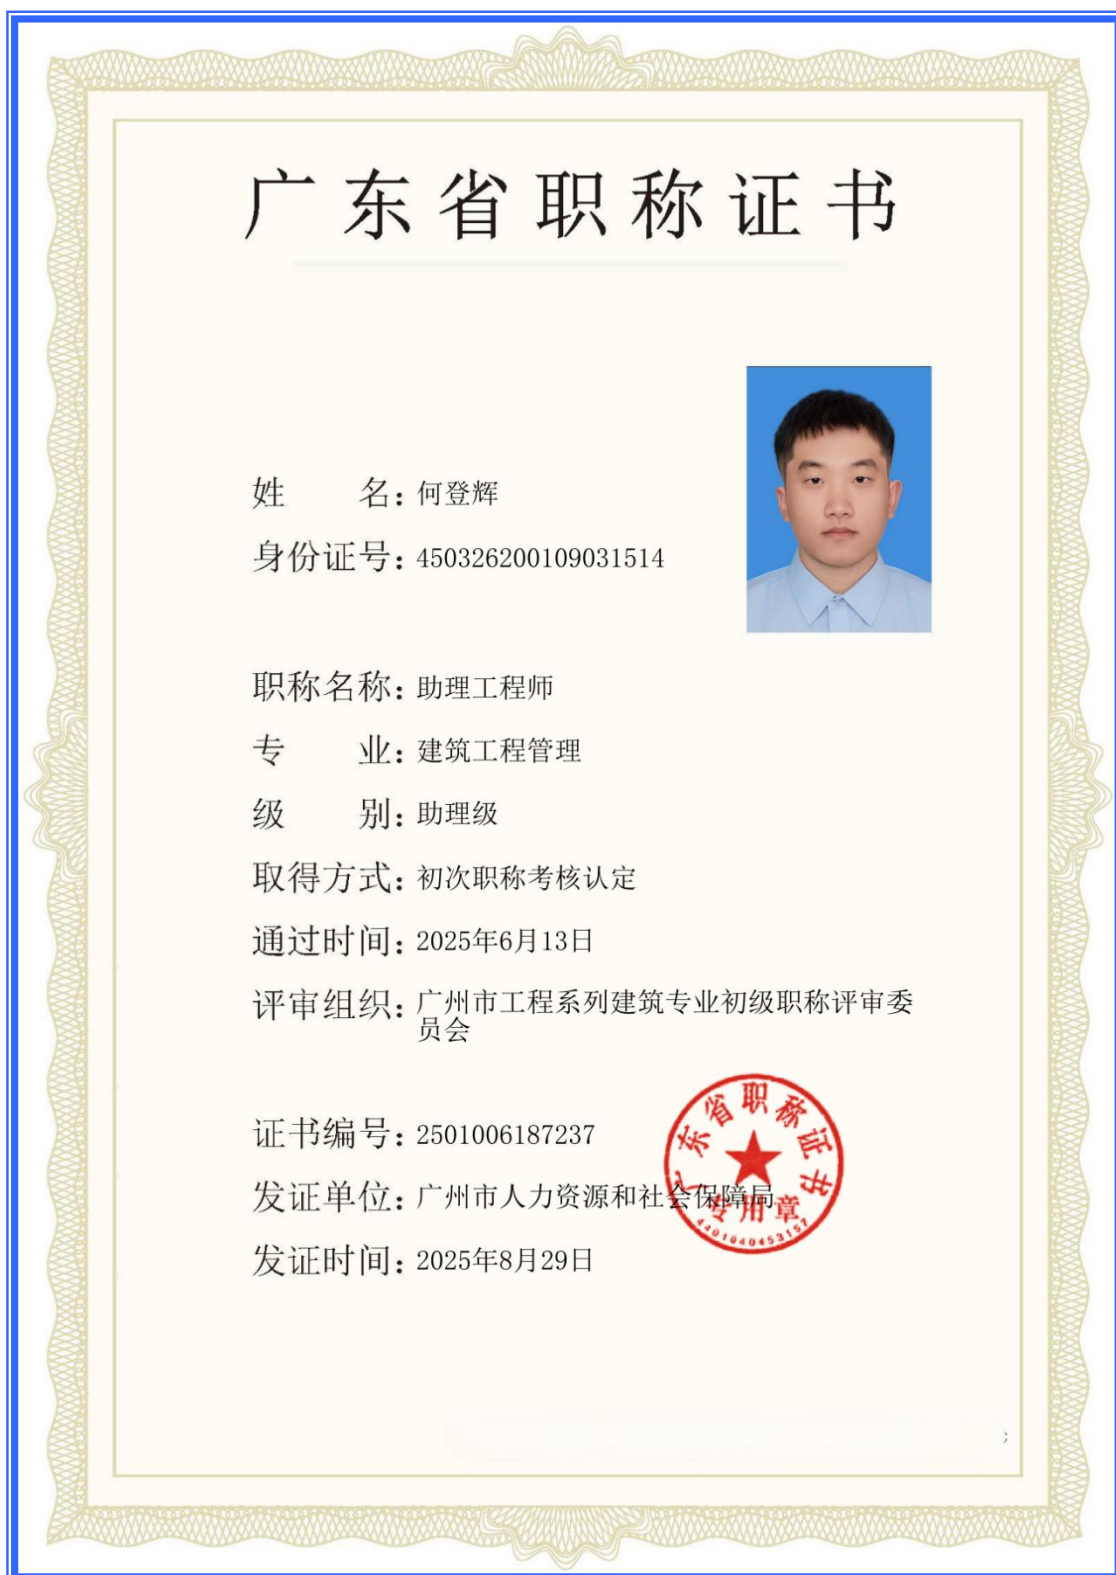 广东省职称证书
姓 名：何登辉
身份证号：450326200109031514
职称名称：助理工程师
专 业：建筑工程管理
级 别：助理级
取得方式：初次职称考核认定
通过时间：2025年6月13日
评审组织：广州市工程系列建筑专业初级职称评审委
员会
证书编号：2501006187237
发证单位：广州市人力资源和社会保障局
发证时间：2025年8月29日
广东省职称证书
专用章
4401040453157